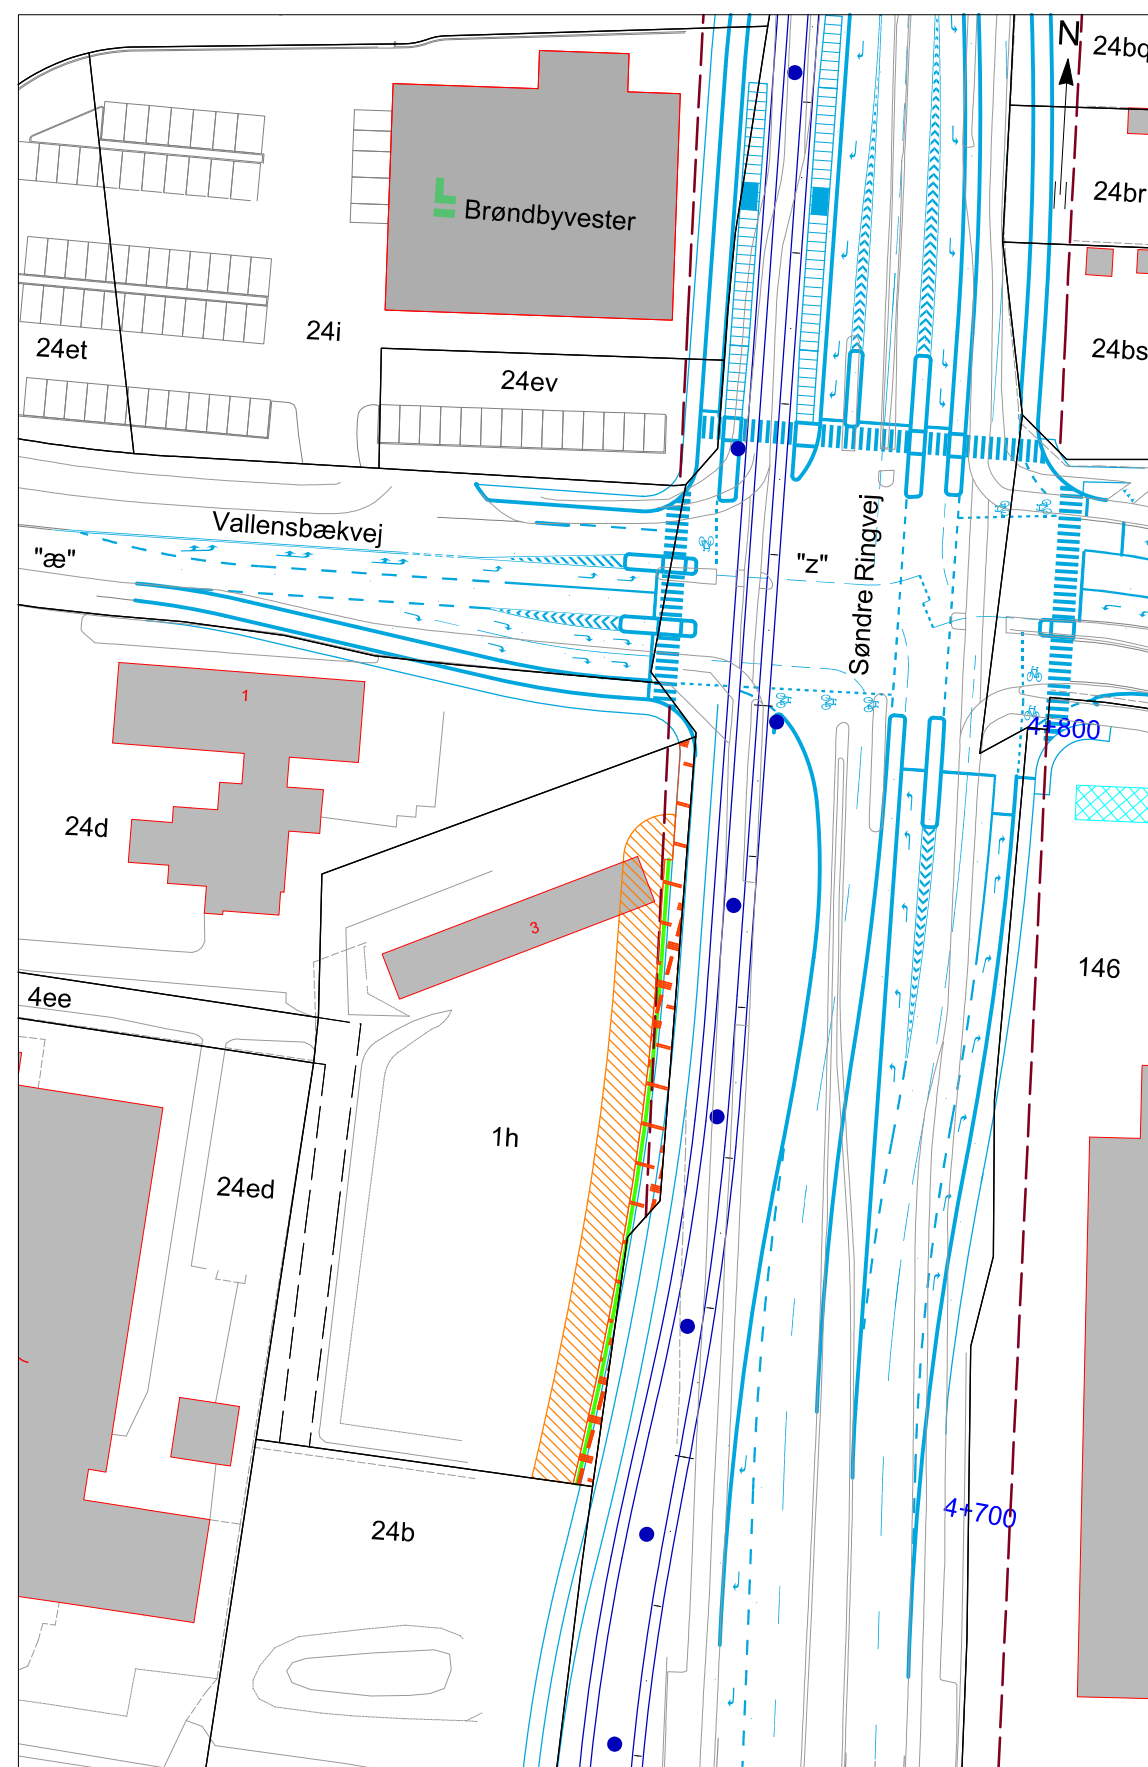 N
24bq
24br
Brøndbyvester
24i
24et
24bs
24ev
Vallensbækvej
"æ"
"z"
Søndre Ringvej
1
4+800
24d
3
146
4ee
1h
24ed
4+700
24b